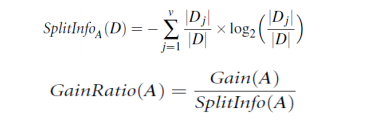 SplitInfo_A(D) = − ∑_{j=1}^{v} |D_j|/|D| × log_2(|D_j|/|D|)
GainRatio(A) = Gain(A)/SplitInfo(A)